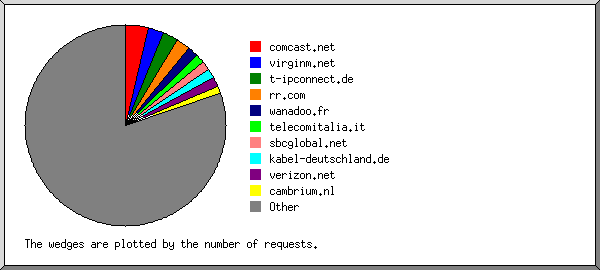 comcast.net
virginm.net
t-ipconnect.de
rr.com
wanadoo.fr
telecomitalia.it
sbcglobal.net
kabel-deutschland.de
verizon.net
cambrium.nl
Other
The wedges are plotted by the number of requests.